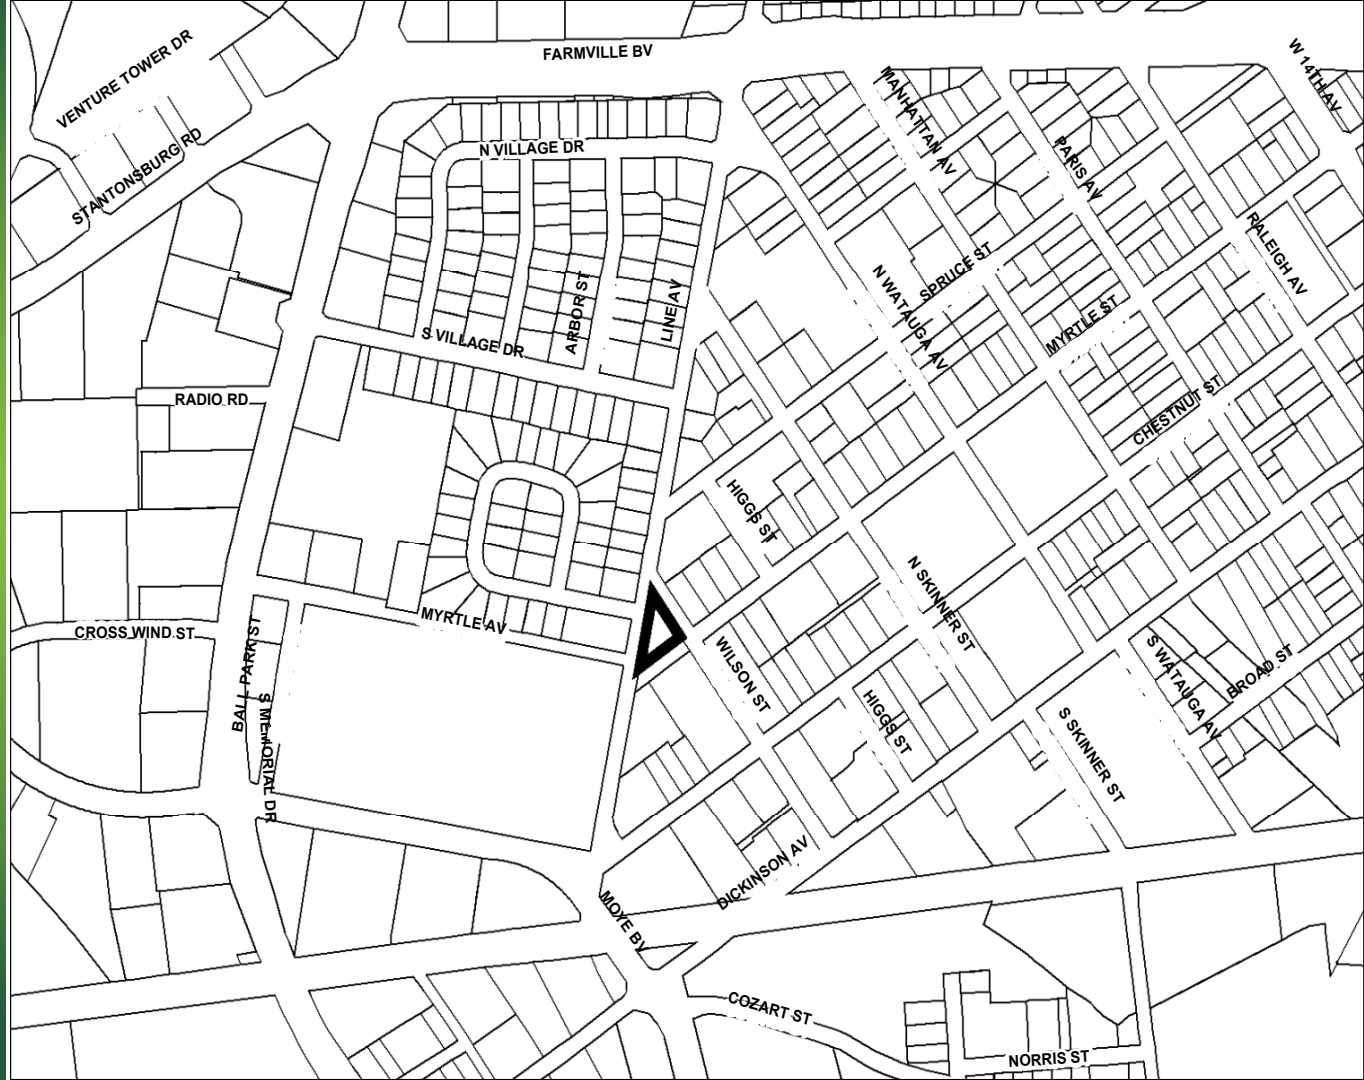 FARMVILLE BV
VENTURE TOWER DR
W 14TH AV
MANHATTAN AV
STANTONSBURG RD
N VILLAGE DR
PARIS AV
RALEIGH AV
SPRUCE ST
N WATAUGA AV
ARBOR ST
LINE AV
MYRTLE ST
S VILLAGE DR
RADIO RD
CHESTNUT ST
HIGGS ST
N SKINNER ST
MYRTLE AV
CROSS WIND ST
BALL PARK ST
WILSON ST
S WATAUGA AV
BROAD ST
S MEMORIAL DR
HIGGS ST
S SKINNER ST
DICKINSON AV
MOYE BV
COZART ST
NORRIS ST